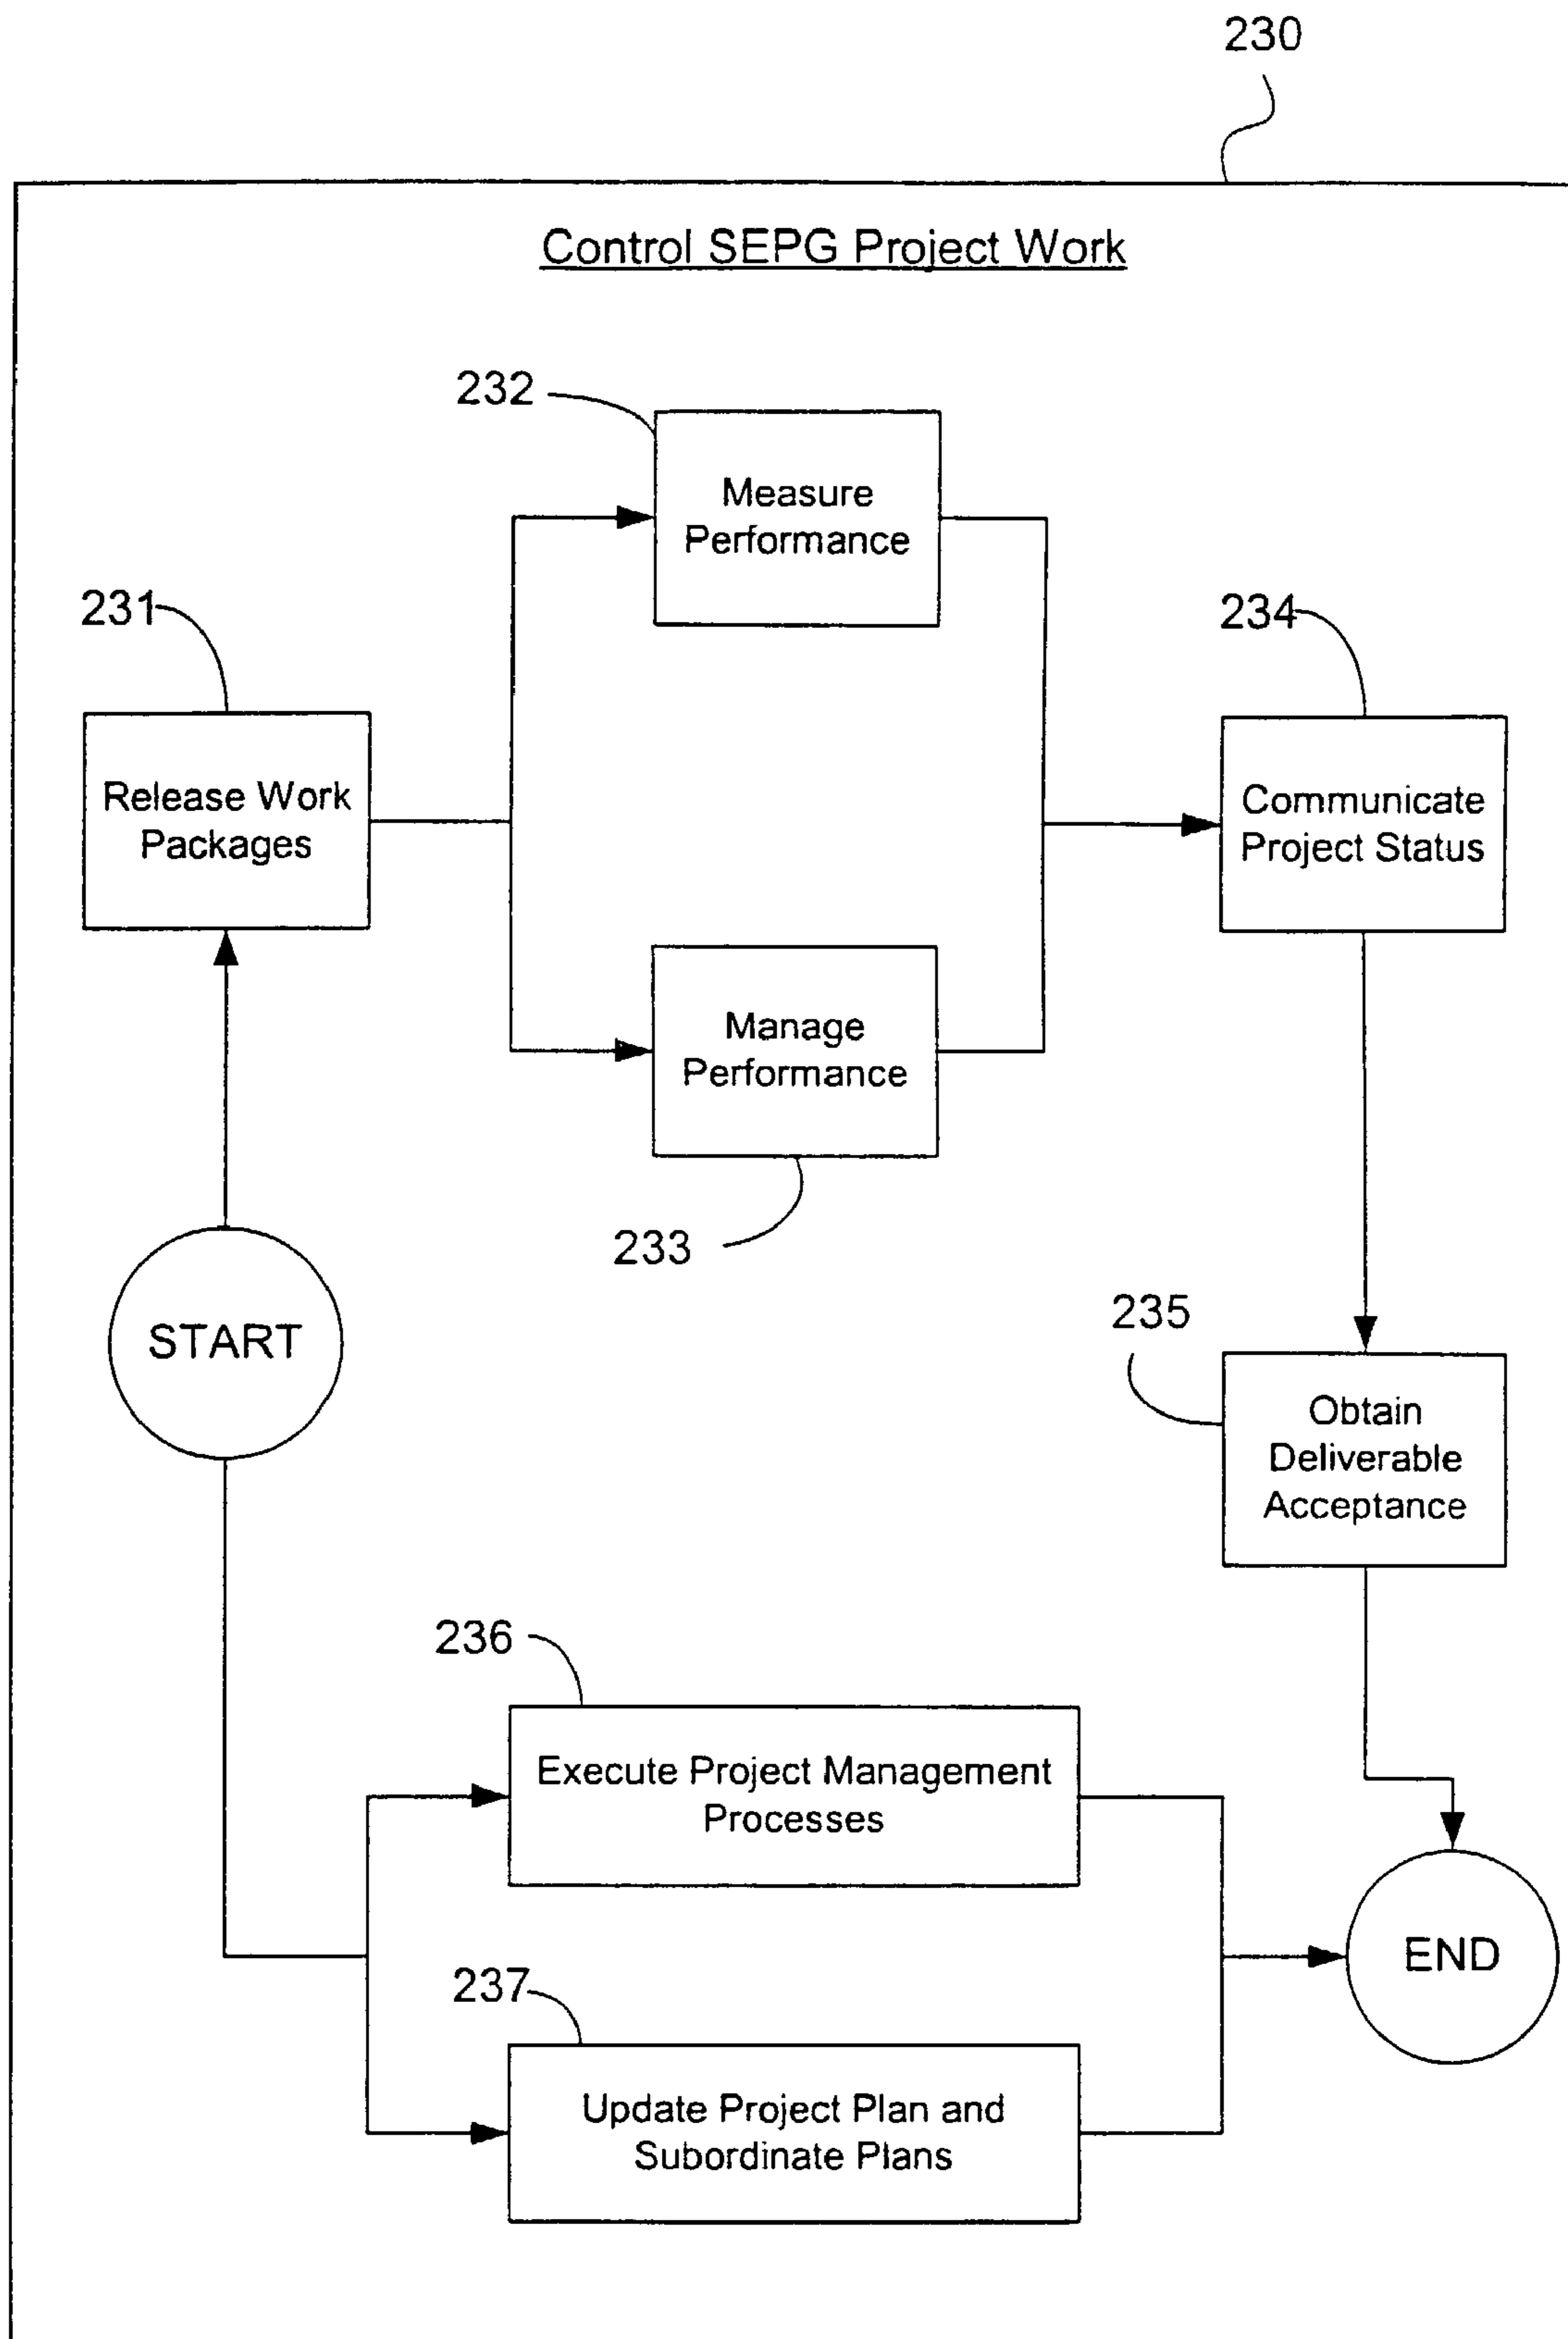 230
Control SEPG Project Work
232
Measure
Performance
231
234
Release Work
Packages
Communicate
Project Status
Manage
Performance
233
START
235
Obtain
Deliverable
Acceptance
236
Execute Project Management
Processes
END
237
Update Project Plan and
Subordinate Plans